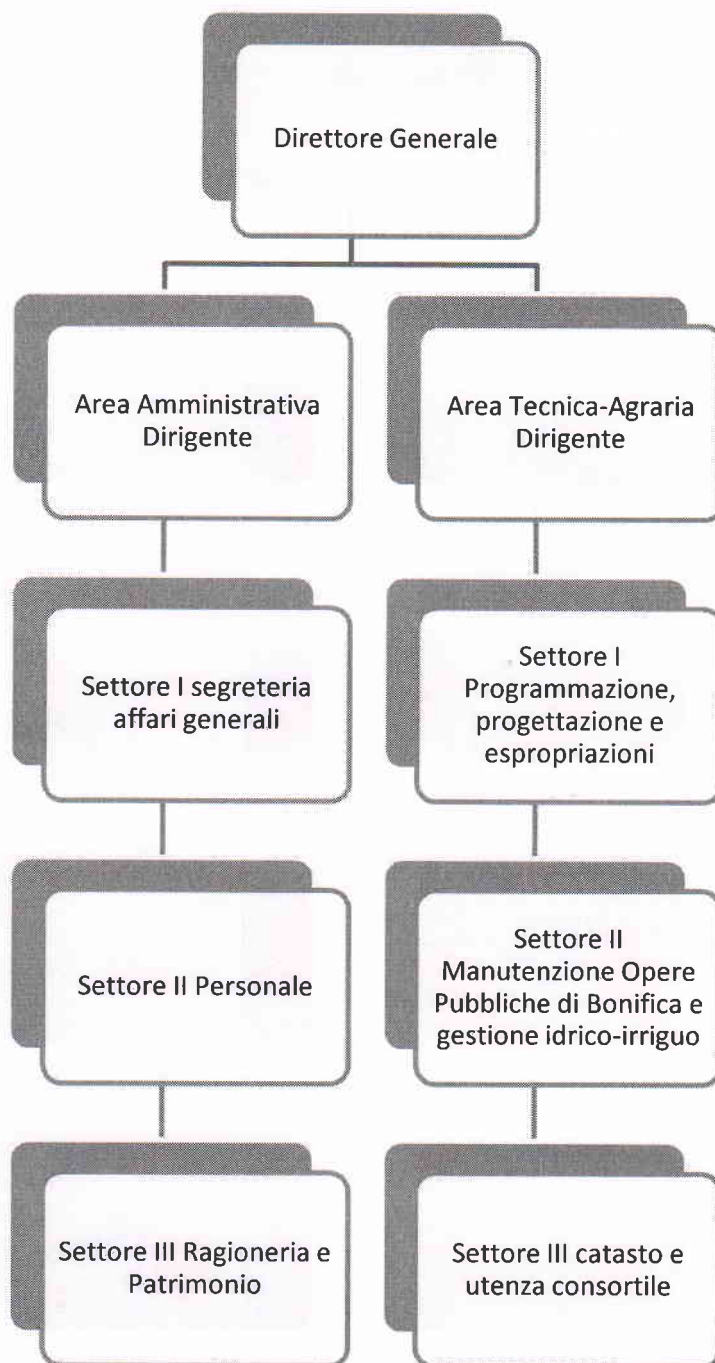 Direttore Generale
Area Amministrativa
Dirigente
Area Tecnica-Agraria
Dirigente
Settore I segreteria
affari generali
Settore I
Programmazione,
progettazione e
espropriazioni
Settore II Personale
Settore II
Manutenzione Opere
Pubbliche di Bonifica e
gestione idrico-irriguo
Settore III Ragioneria e
Patrimonio
Settore III catasto e
utenza consortile